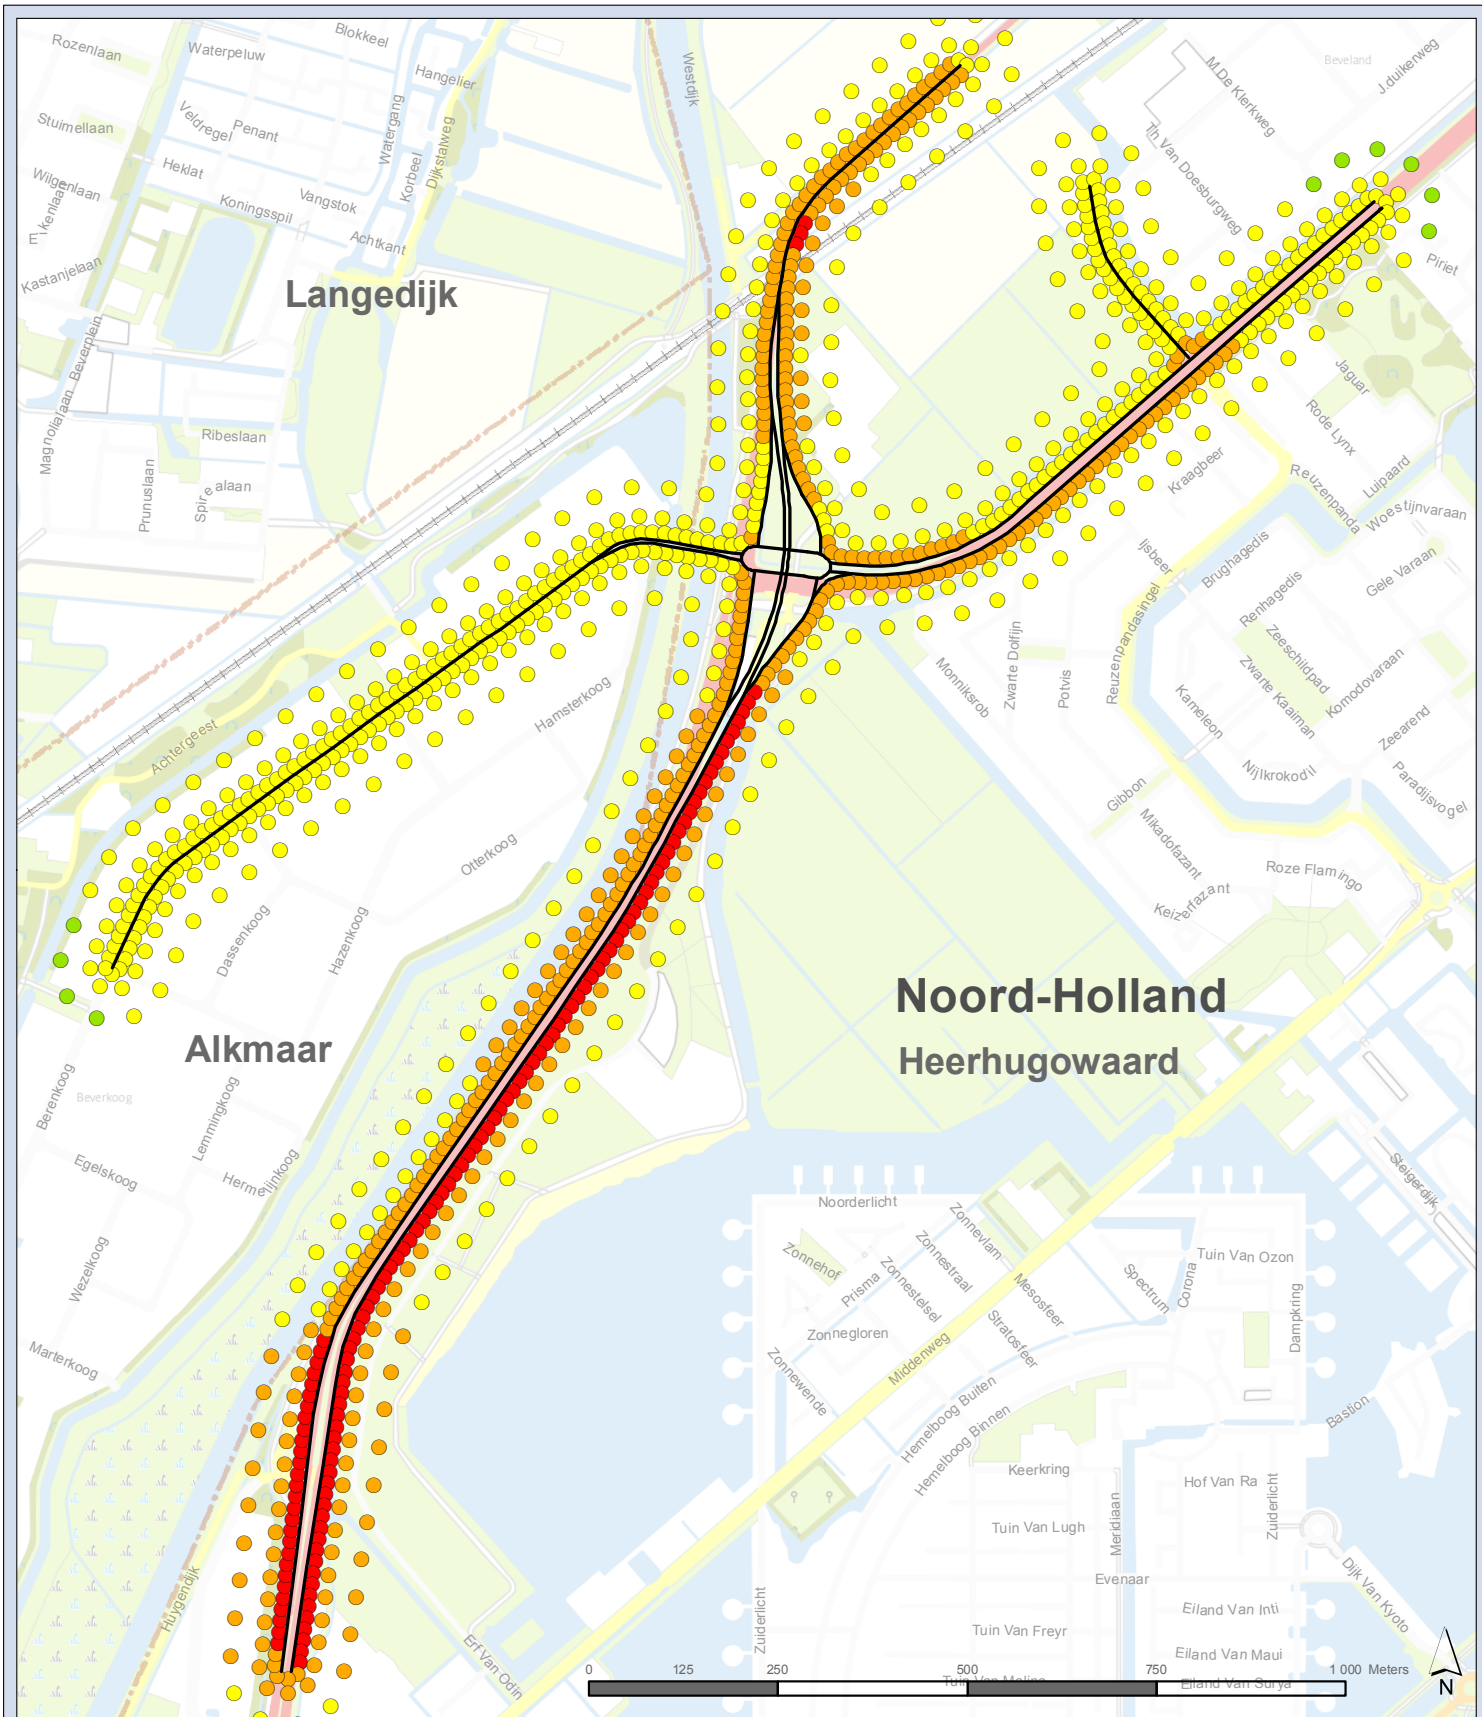 Rozenlaan
Waterpeluw
Blokkeel
Hangelier
Westdijk
M.De Klerkweg
Beveland
J.duikerweg
Stuimellaan
Veldregel
Penant
Watergang
Korbeel
Dijkstalweg
Th Van Doesburgweg
Wilgenlaan
Heklat
Vangstok
Koningsspil
Achtkant
Kastanjelaan
Piriet
Langedijk
Beverplein
Magnolialaan
Jaguar
Rode Lynx
Ribeslaan
Prunuslaan
Kraagbeer
Reuzenpanda
Luipaard
Woestijnvaraan
Ijsbeer
Brughagedis
Gele Varaan
Renhagedis
Reuzenpandasingel
Zwarte Dolfijn
Potvis
Monniksrob
Zeeschildpad
Zwarte Kaaiman
Komodovaraan
Kameleon
Zeearend
Hamsterkoog
Achtergeest
Nijlkrokodil
Paradijsvogel
Gibbon
Mikadofazant
Otterkoog
Roze Flamingo
Keizerfazant
Dassenkoog
Hazenkoog
Noord-Holland
Alkmaar
Heerhugowaard
Berenkoog
Beverkoog
Lemmingkoog
Egelskoog
Hermelijnkoog
Steigerdijk
Noorderlicht
Zonnevlam
Zonnehof
Zonnestraal
Prisma
Zonnestelsel
Mesosfeer
Spectrum
Corona
Tuin Van Ozon
Wezelkoog
Zonnegloren
Stratosfeer
Dampkring
Marterkoog
Zonnewende
Middenweg
Hemelboog Buiten
Hemelboog Binnen
Bastion
Keerkring
Hof Van Ra
Tuin Van Lugh
Meridiaan
Zuiderlicht
Evenaar
Dijk Van Kyoto
Huygendijk
Eiland Van Inti
Zuiderlicht
Tuin Van Freyr
Eiland Van Maui
Erf Van Odin
Eiland Van Surya
0 125 250 500 750 1 000 Meters
N